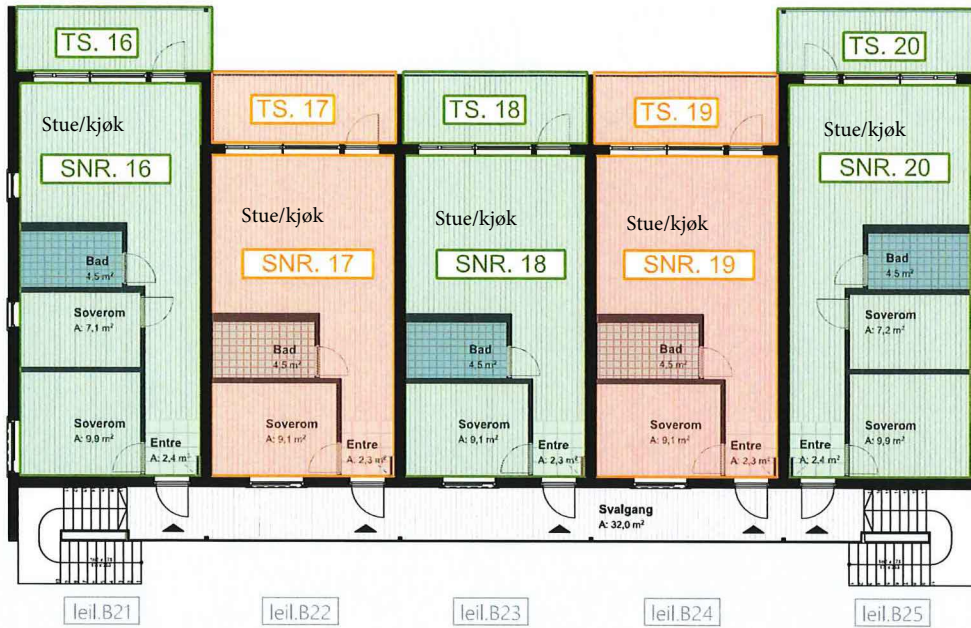 TS. 16
TS. 17
TS. 18
TS. 19
TS. 20
Stue/kjøk
SNR. 16
Stue/kjøk
SNR. 17
Stue/kjøk
SNR. 18
Stue/kjøk
SNR. 19
Stue/kjøk
SNR. 20
Bad
4,5 m²
Soverom
A: 7,1 m²
Soverom
A: 9,9 m²
Entre
A: 2,4 m²
Bad
4,5 m²
Soverom
A: 9,1 m²
Entre
A: 2,3 m²
Bad
4,5 m²
Soverom
A: 9,1 m²
Entre
A: 2,3 m²
Bad
4,5 m²
Soverom
A: 9,1 m²
Entre
A: 2,3 m²
Bad
4,5 m²
Soverom
A: 7,2 m²
Soverom
A: 9,9 m²
Entre
A: 2,4 m²
Svalgang
A: 32,0 m²
leil.B21
leil.B22
leil.B23
leil.B24
leil.B25